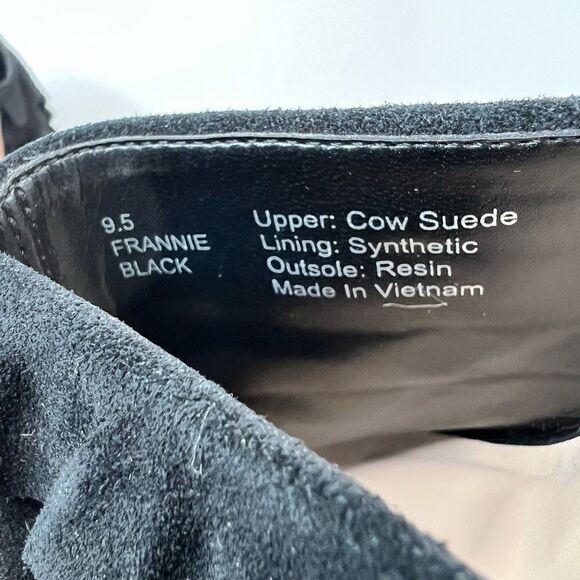 9.5
FRANNIE
BLACK
Upper: Cow Suede
Lining: Synthetic
Outsole: Resin
Made In Vietnam